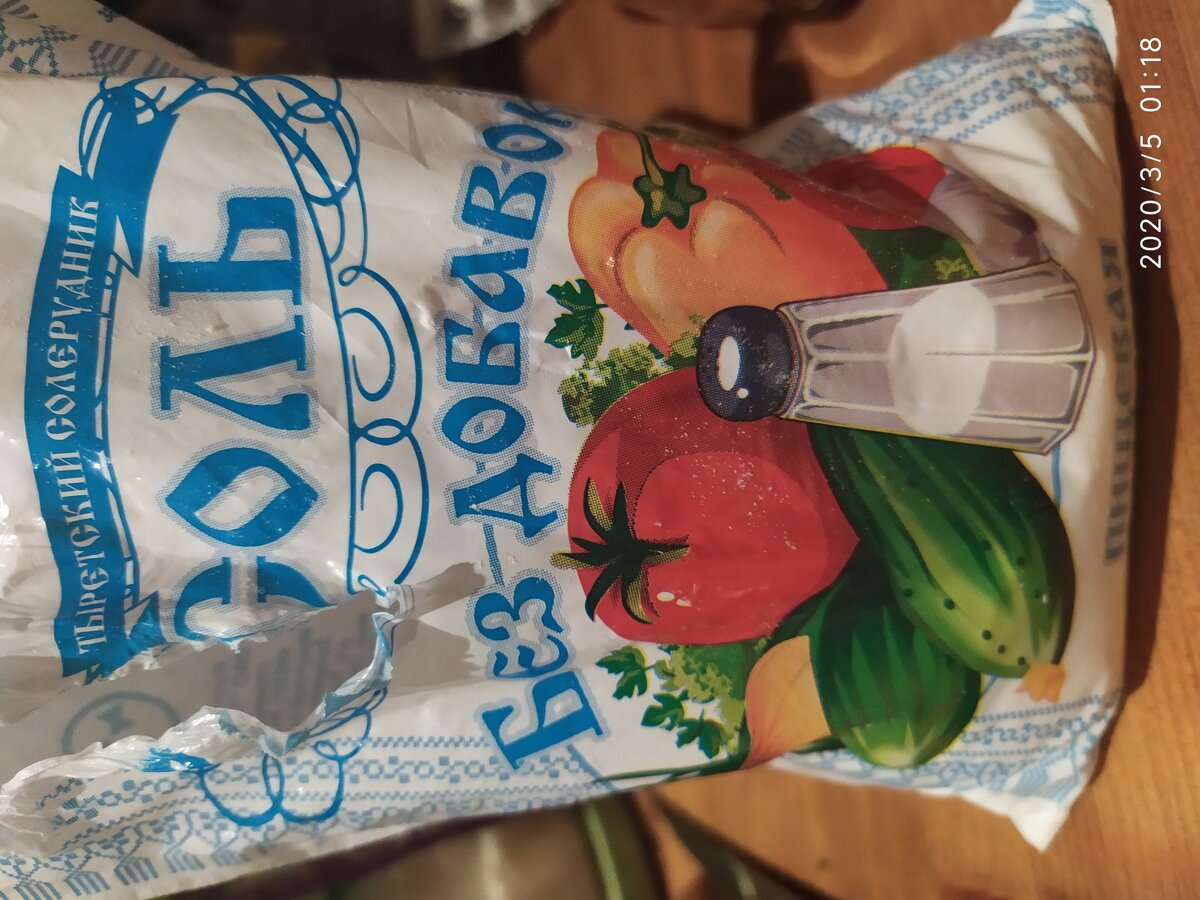 ТЫРЕТСКИЙ СОЛЕРУДНИК
СОЛЬ
БЕЗ ДОБАВОК
ПИЩЕВАЯ
2020/3/5 01:18